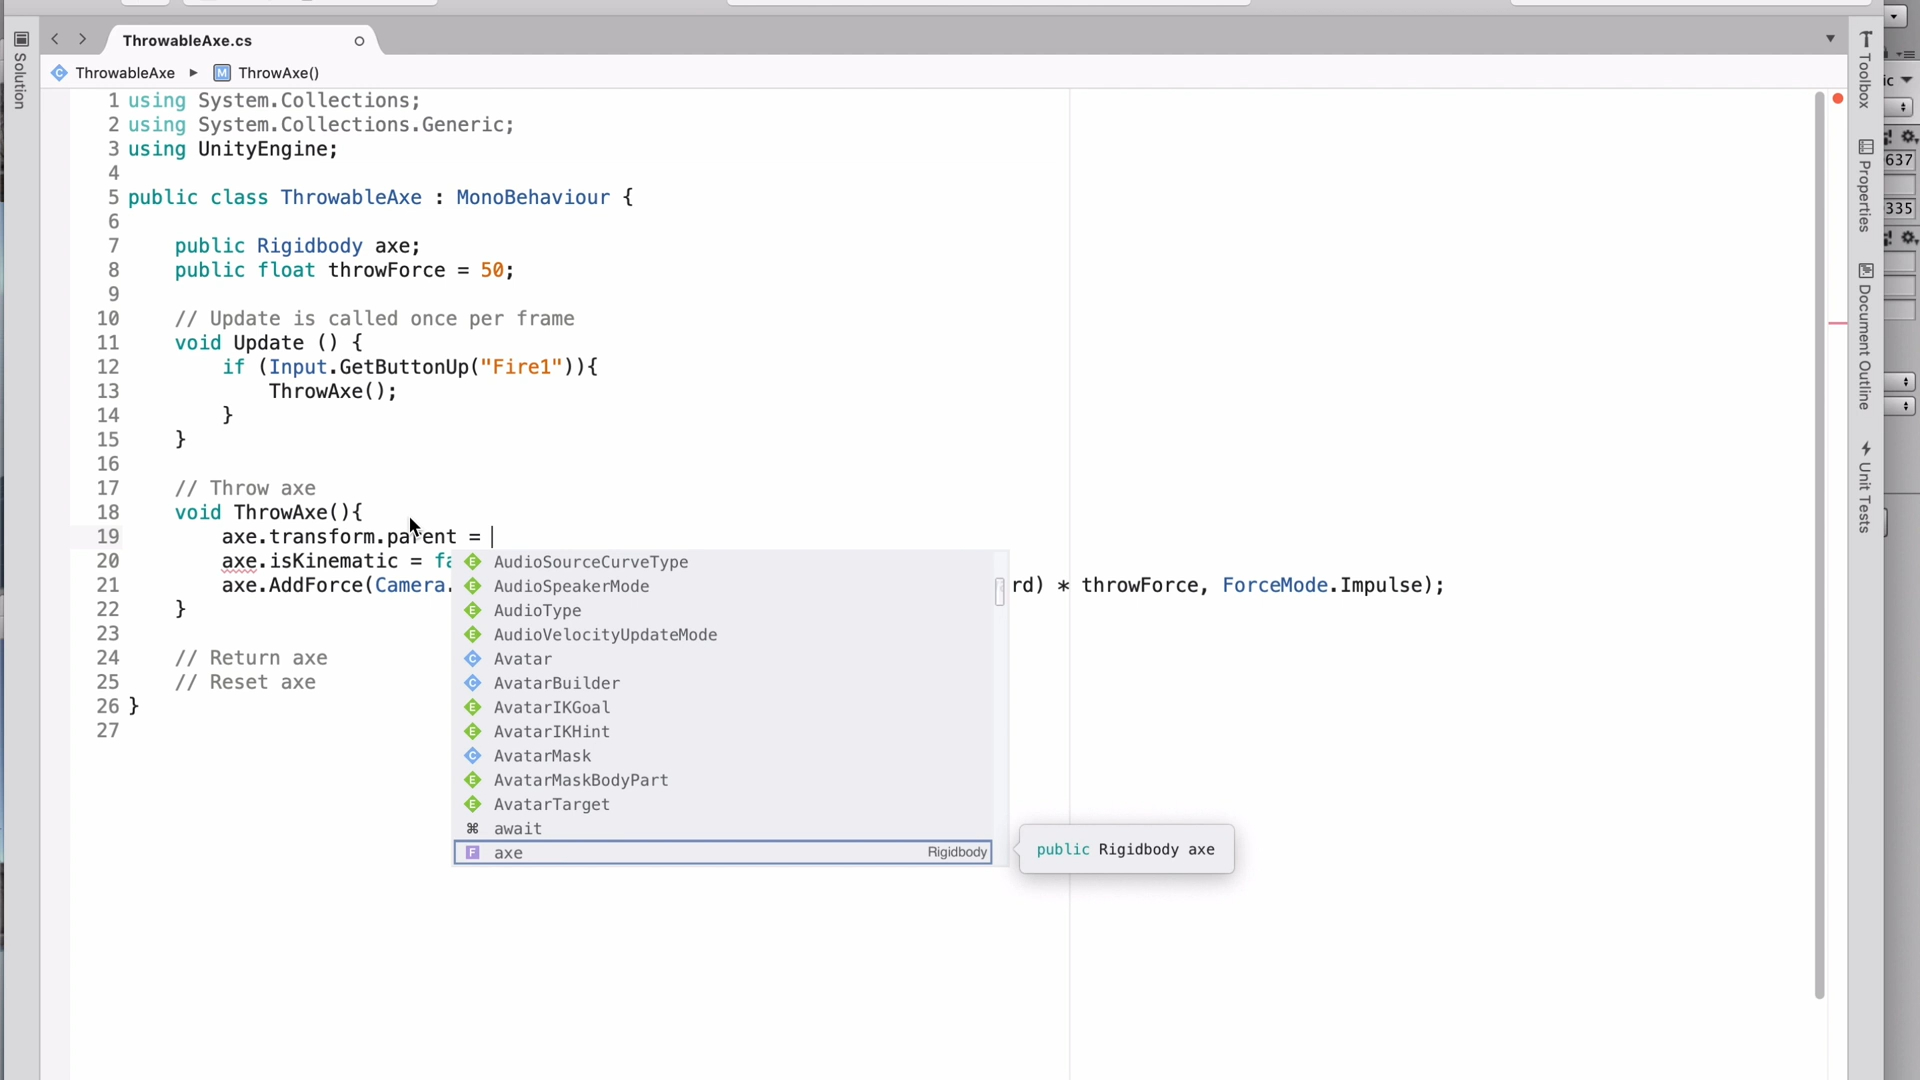 Solution
ThrowableAxe.cs
ThrowableAxe ▸ M ThrowAxe()
1 using System.Collections;
2 using System.Collections.Generic;
3 using UnityEngine;
4
5 public class ThrowableAxe : MonoBehaviour {
6
7 public Rigidbody axe;
8 public float throwForce = 50;
9
10 // Update is called once per frame
11 void Update () {
12 if (Input.GetButtonUp("Fire1")){
13 ThrowAxe();
14 }
15 }
16
17 // Throw axe
18 void ThrowAxe(){
19 axe.transform.parent =
20 axe.isKinematic = fa
21 axe.AddForce(Camera. rd) * throwForce, ForceMode.Impulse);
22 }
23
24 // Return axe
25 // Reset axe
26 }
27
AudioSourceCurveType
AudioSpeakerMode
AudioType
AudioVelocityUpdateMode
Avatar
AvatarBuilder
AvatarIKGoal
AvatarIKHint
AvatarMask
AvatarMaskBodyPart
AvatarTarget
await
axe Rigidbody
public Rigidbody axe
Toolbox
Properties
Document Outline
Unit Tests
ic
637
335